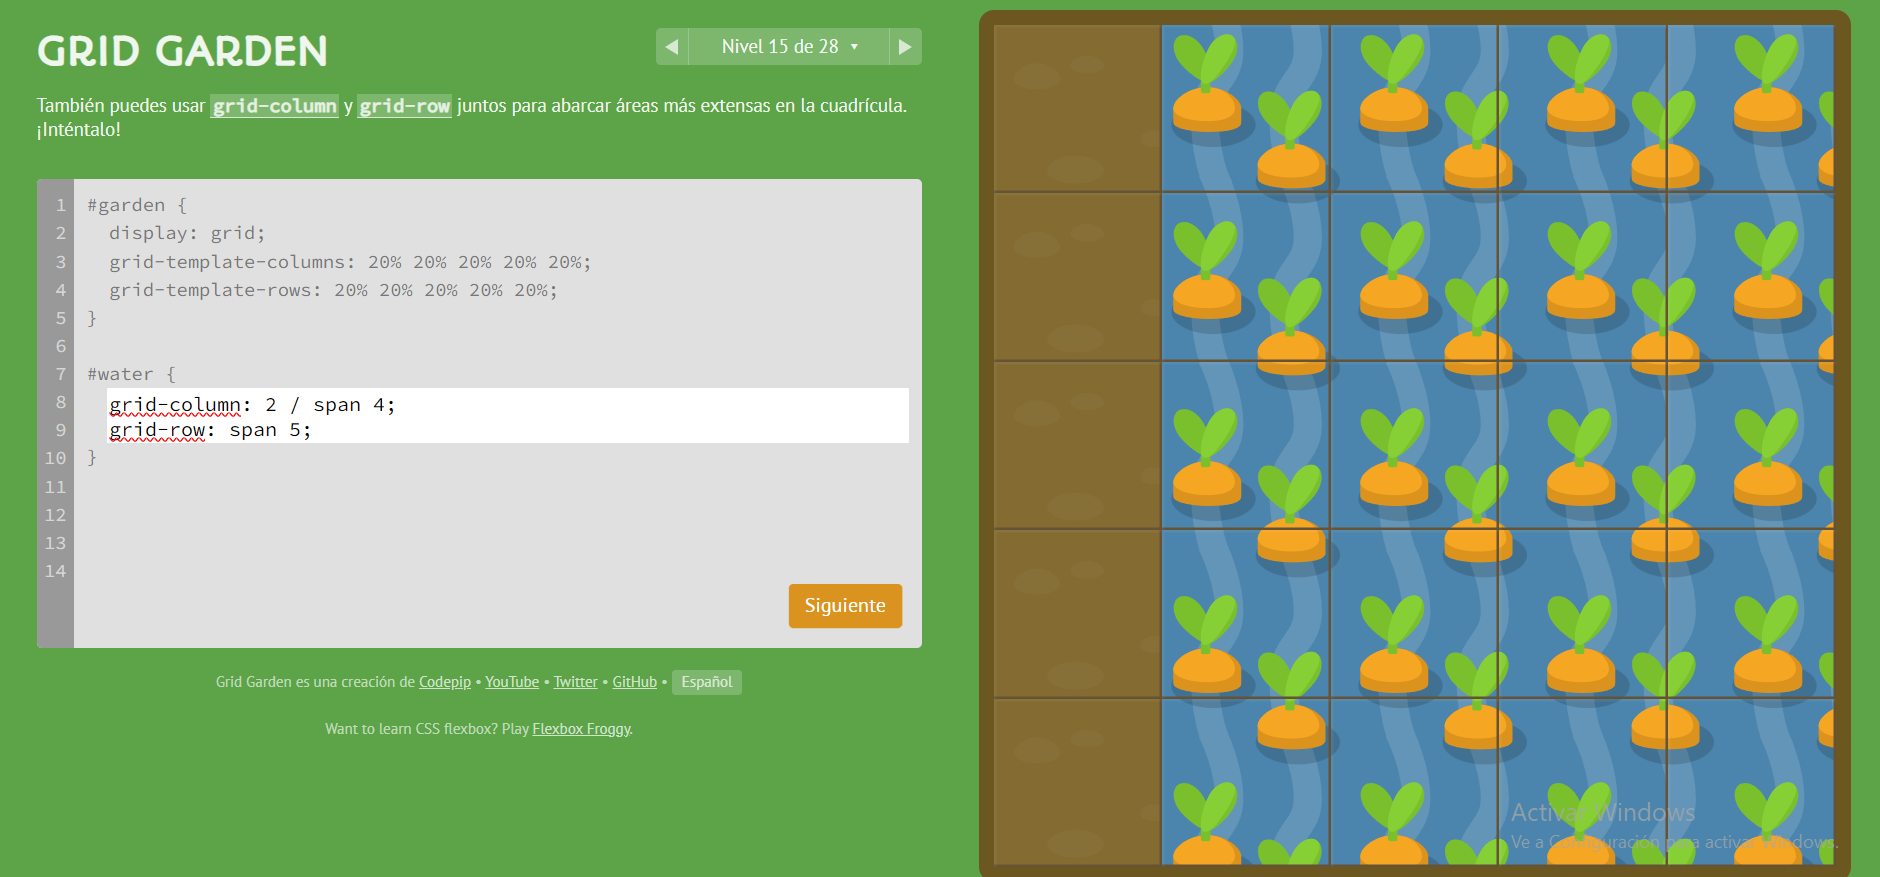 GRID GARDEN
Nivel 15 de 28
También puedes usar grid-column y grid-row juntos para abarcar áreas más extensas en la cuadrícula.
¡Inténtalo!
1 #garden {
2 display: grid;
3 grid-template-columns: 20% 20% 20% 20% 20%;
4 grid-template-rows: 20% 20% 20% 20% 20%;
5 }
6
7 #water {
8 grid-column: 2 / span 4;
9 grid-row: span 5;
10 }
11
12
13
14
Siguiente
Grid Garden es una creación de Codepip • YouTube • Twitter • GitHub • Español
Want to learn CSS flexbox? Play Flexbox Froggy.
Activar Windows
Ve a Configuración para activar Windows.